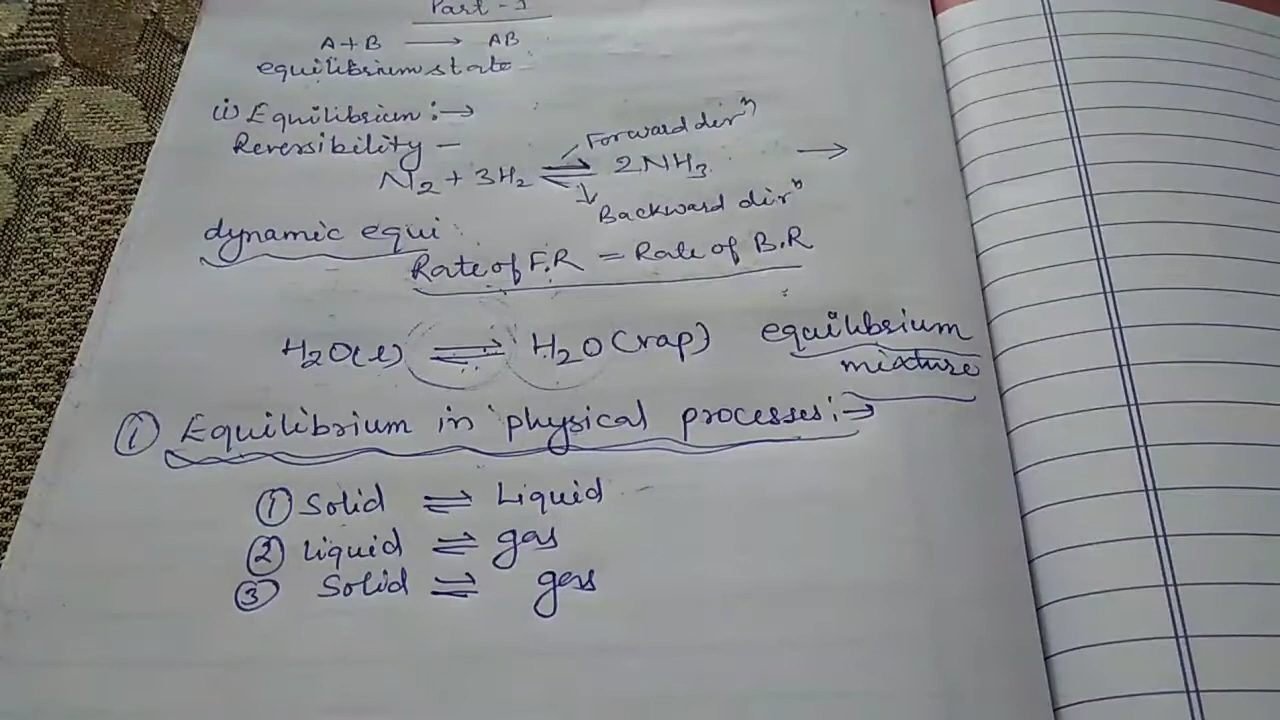 Part - 1
A + B ⟶ AB
equilibrium state
(i) Equilibrium :→
Reversibility —
Forward dirⁿ
N₂ + 3H₂ ⇌ 2NH₃ →
Backward dirⁿ
dynamic equi
Rate of F.R = Rate of B.R
H₂O(l) ⇌ H₂O(vap) equilibrium
mixture
① Equilibrium in physical processes :→
① Solid ⇌ Liquid
② Liquid ⇌ gas
③ Solid ⇌ gas